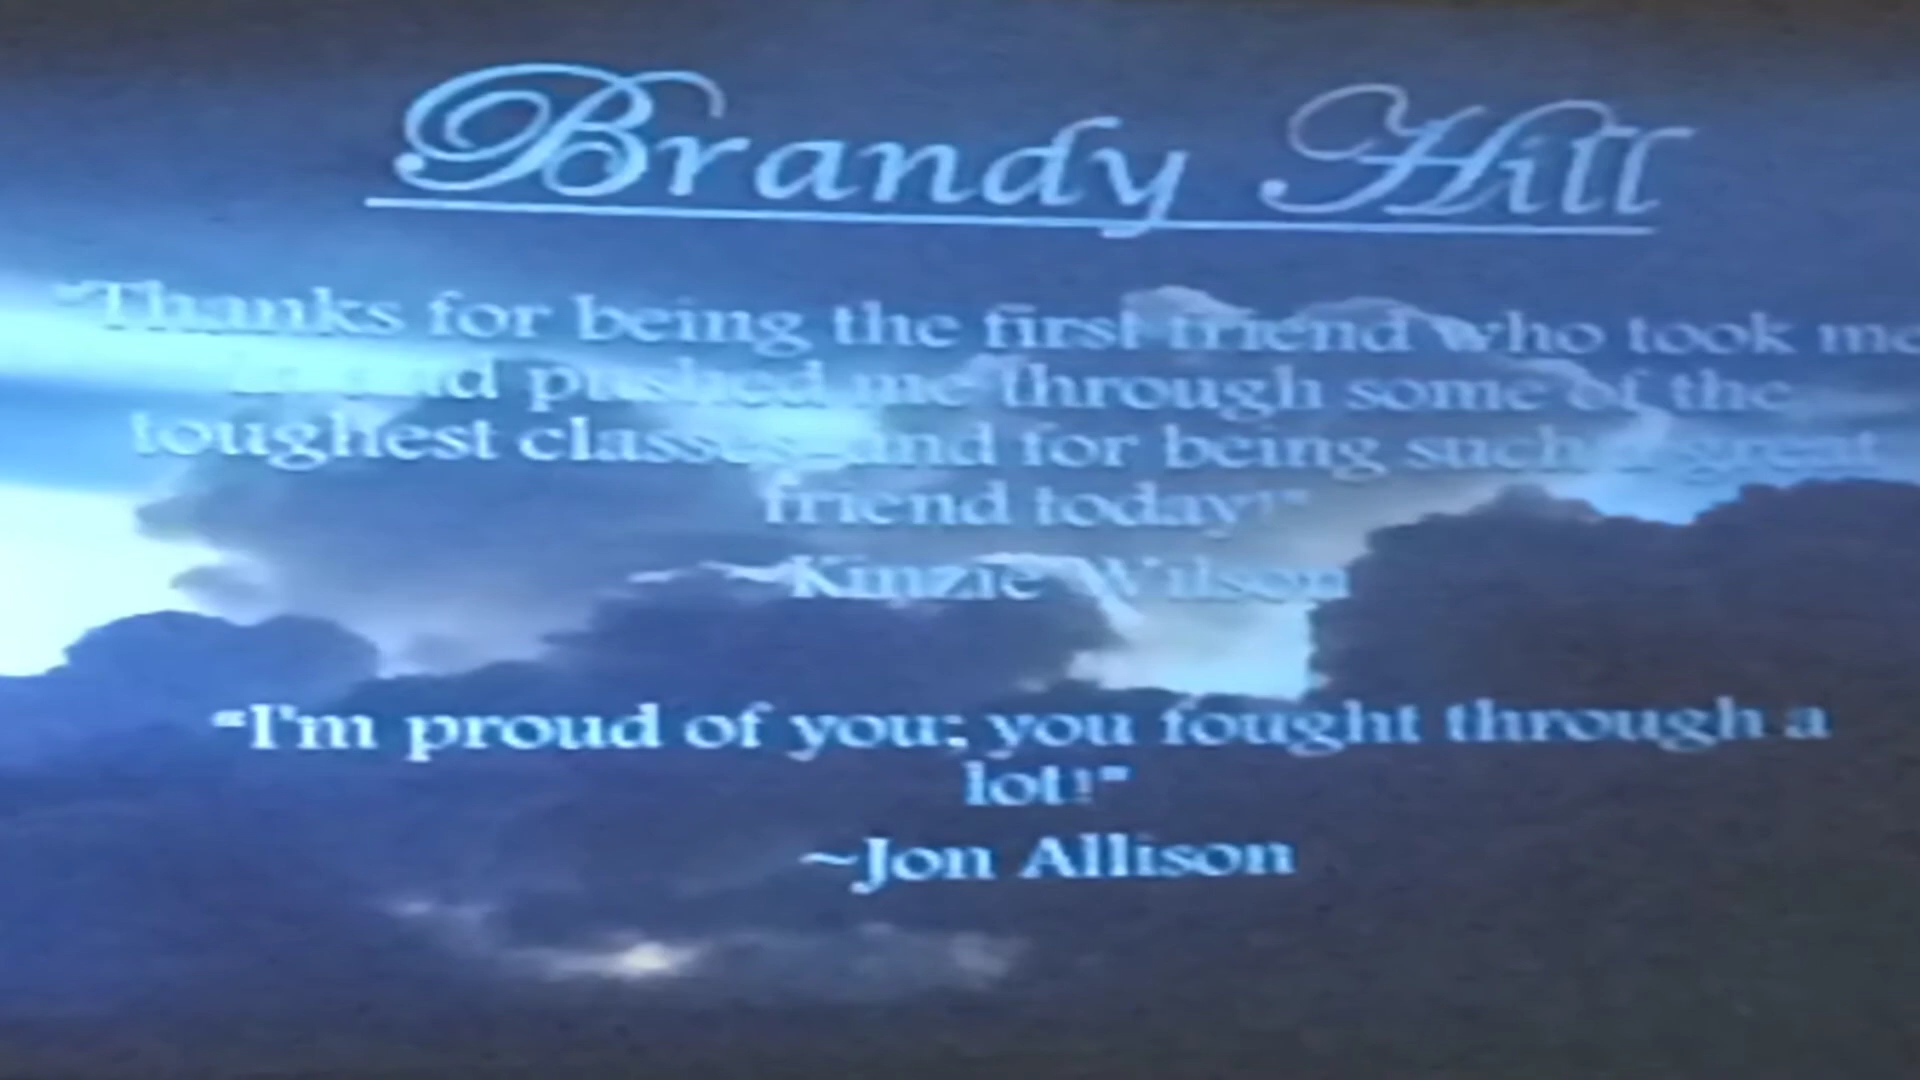 Brandy Hill
"Thanks for being the first friend who took me
in and pushed me through some of the
toughest classes, and for being such a great
friend today!"
~Kinzie Wilson
"I'm proud of you; you fought through a
lot!"
~Jon Allison